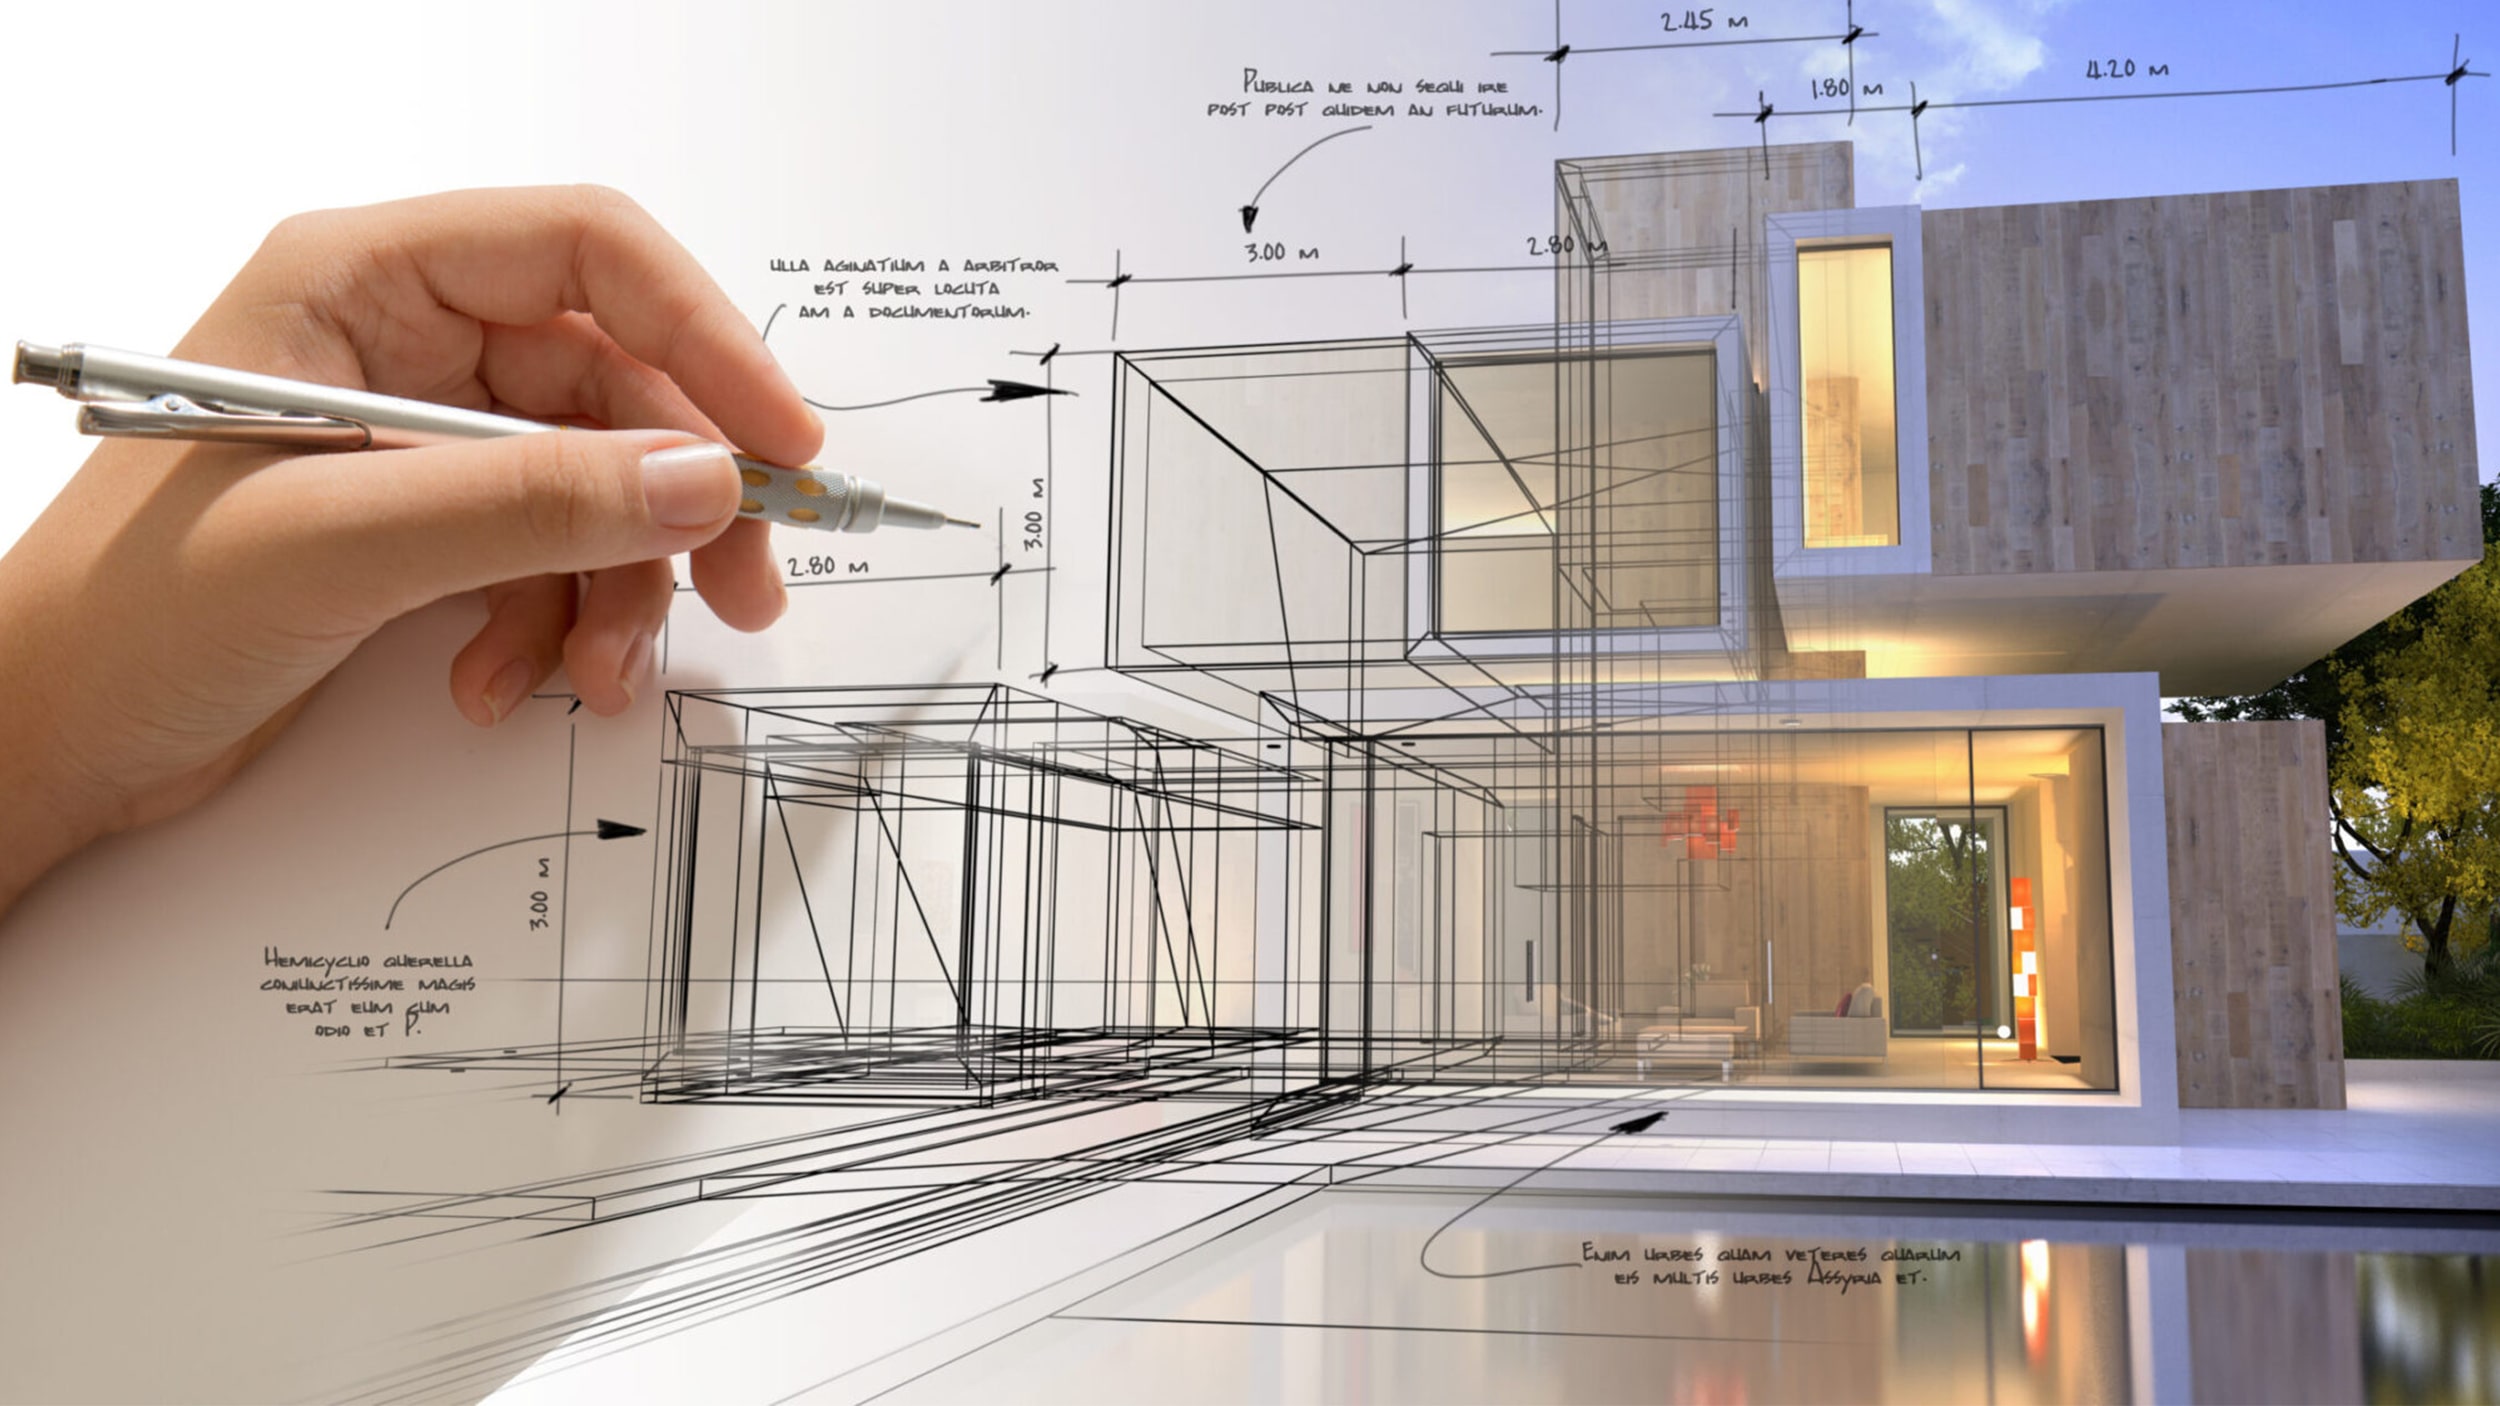 2.45 M
1.80 M
4.20 M
PUBLICA NE NON SEQUI IRE
POST POST QUIDEM AN FUTURUM.
3.00 M
2.80 M
ULLA AGINATIUM A ARBITROR
EST SUPER LOCUTA
AM A DOCUMENTORUM.
3.00 M
2.80 M
3.00 M
HEMICYCLIO QUERELLA
CONIUNCTISSIME MAGIS
ERAT EUM CUM
ODIO ET P.
ENIM URBES QUAM VETERES QUARUM
EIS MULTIS URBES ASSYRIA ET.